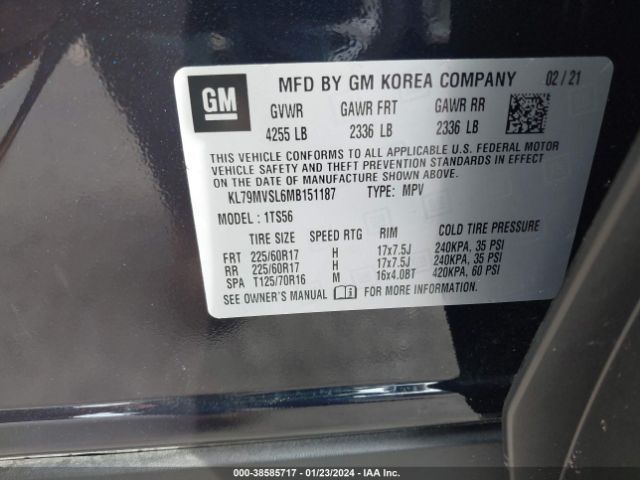 GM
MFD BY GM KOREA COMPANY 02 / 21
GVWR GAWR FRT GAWR RR
4255 LB 2336 LB 2336 LB
THIS VEHICLE CONFORMS TO ALL APPLICABLE U.S. FEDERAL MOTOR
VEHICLE SAFETY AND THEFT PREVENTION STANDARDS IN EFFECT
ON THE DATE OF MANUFACTURE SHOWN ABOVE.
KL79MVSL6MB151187 TYPE: MPV
MODEL : 1TS56
TIRE SIZE SPEED RTG RIM COLD TIRE PRESSURE
FRT 225/60R17 H 17x7.5J 240KPA, 35 PSI
RR 225/60R17 H 17x7.5J 240KPA, 35 PSI
SPA T125/70R16 M 16x4.0BT 420KPA, 60 PSI
SEE OWNER'S MANUAL FOR MORE INFORMATION.
000-38585717 - 01/23/2024 - IAA Inc.